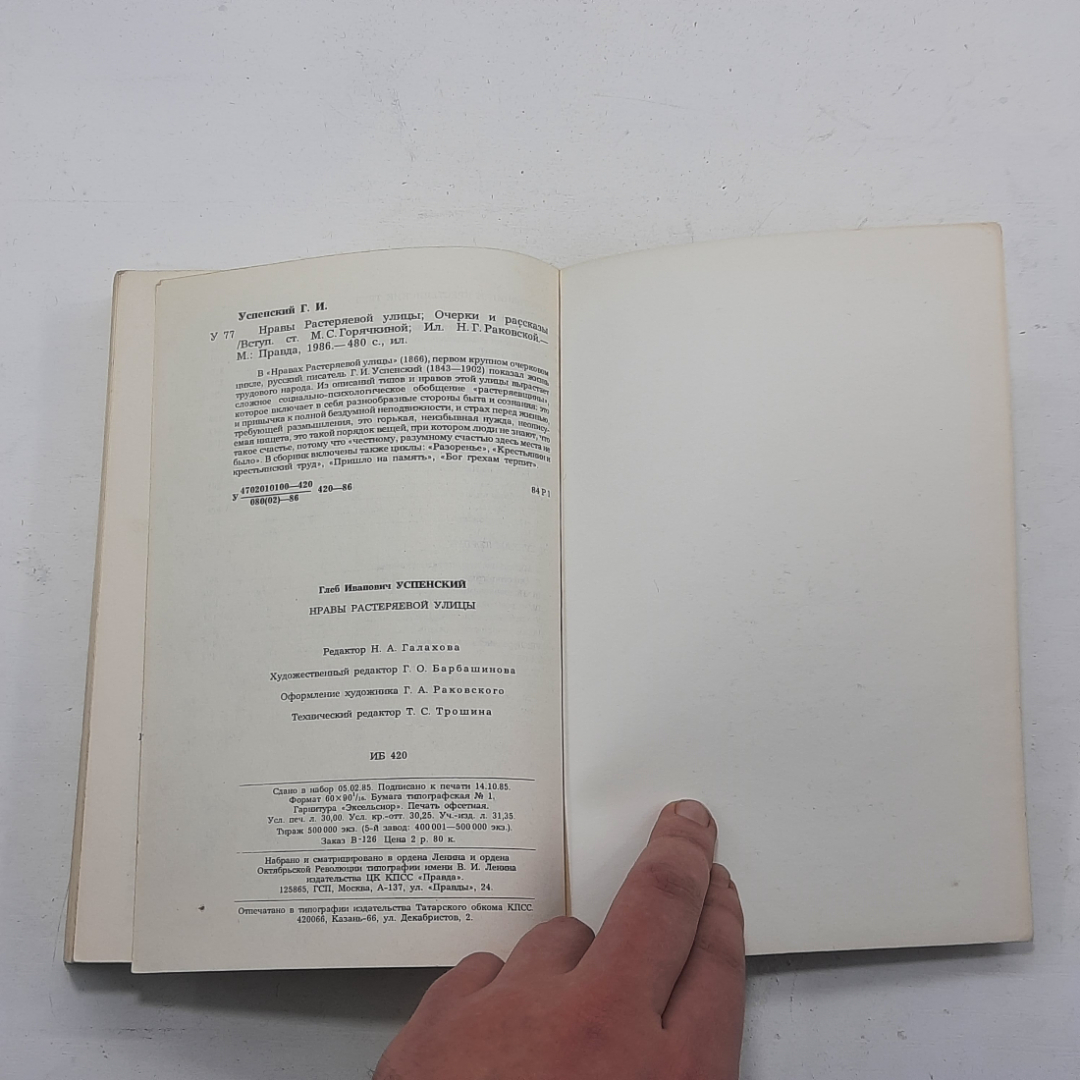 Успенский Г. И.
У 77 Нравы Растеряевой улицы; Очерки и рассказы
/Вступ. ст. М. С. Горячкиной; Ил. Н. Г. Раковской.—
М.: Правда, 1986.— 480 с., ил.
В «Нравах Растеряевой улицы» (1866), первом крупном очерковом
цикле, русский писатель Г. И. Успенский (1843—1902) показал жизнь
трудового народа. Из описаний типов и нравов этой улицы вырастает
сложное социально-психологическое обобщение «растеряевщины»,
которое включает в себя разнообразные стороны быта и сознания: это
и привычка к полной бездумной неподвижности, и страх перед жизнью,
требующей размышления, это горькая, неизбывная нужда, неописуе-
емая нищета, это такой порядок вещей, при котором люди не знают, что
такое счастье, потому что «честному, разумному счастью здесь места не
было». В сборник включены также циклы: «Разоренье», «Крестьянин и
крестьянский труд», «Пришло на память», «Бог грехам терпит»
У 4702010100—420 420—86 84 Р 1
080(02)—86
Глеб Иванович УСПЕНСКИЙ
НРАВЫ РАСТЕРЯЕВОЙ УЛИЦЫ
Редактор Н. А. Галахова
Художественный редактор Г. О. Барбашинова
Оформление художника Г. А. Раковского
Технический редактор Т. С. Трошина
ИБ 420
Сдано в набор 05.02.85. Подписано к печати 14.10.85.
Формат 60×90 1/16. Бумага типографская № 1.
Гарнитура «Эксельсиор». Печать офсетная.
Усл. печ. л. 30,00. Усл. кр.-отт. 30,25. Уч.-изд. л. 31,35.
Тираж 500 000 экз. (5-й завод: 400 001—500 000 экз.).
Заказ В-126 Цена 2 р. 80 к.
Набрано и сматрицировано в ордена Ленина и ордена
Октябрьской Революции типографии имени В. И. Ленина
издательства ЦК КПСС «Правда».
125865, ГСП, Москва, А-137, ул. «Правды», 24.
Отпечатано в типографии издательства Татарского обкома КПСС.
420066, Казань-66, ул. Декабристов, 2.